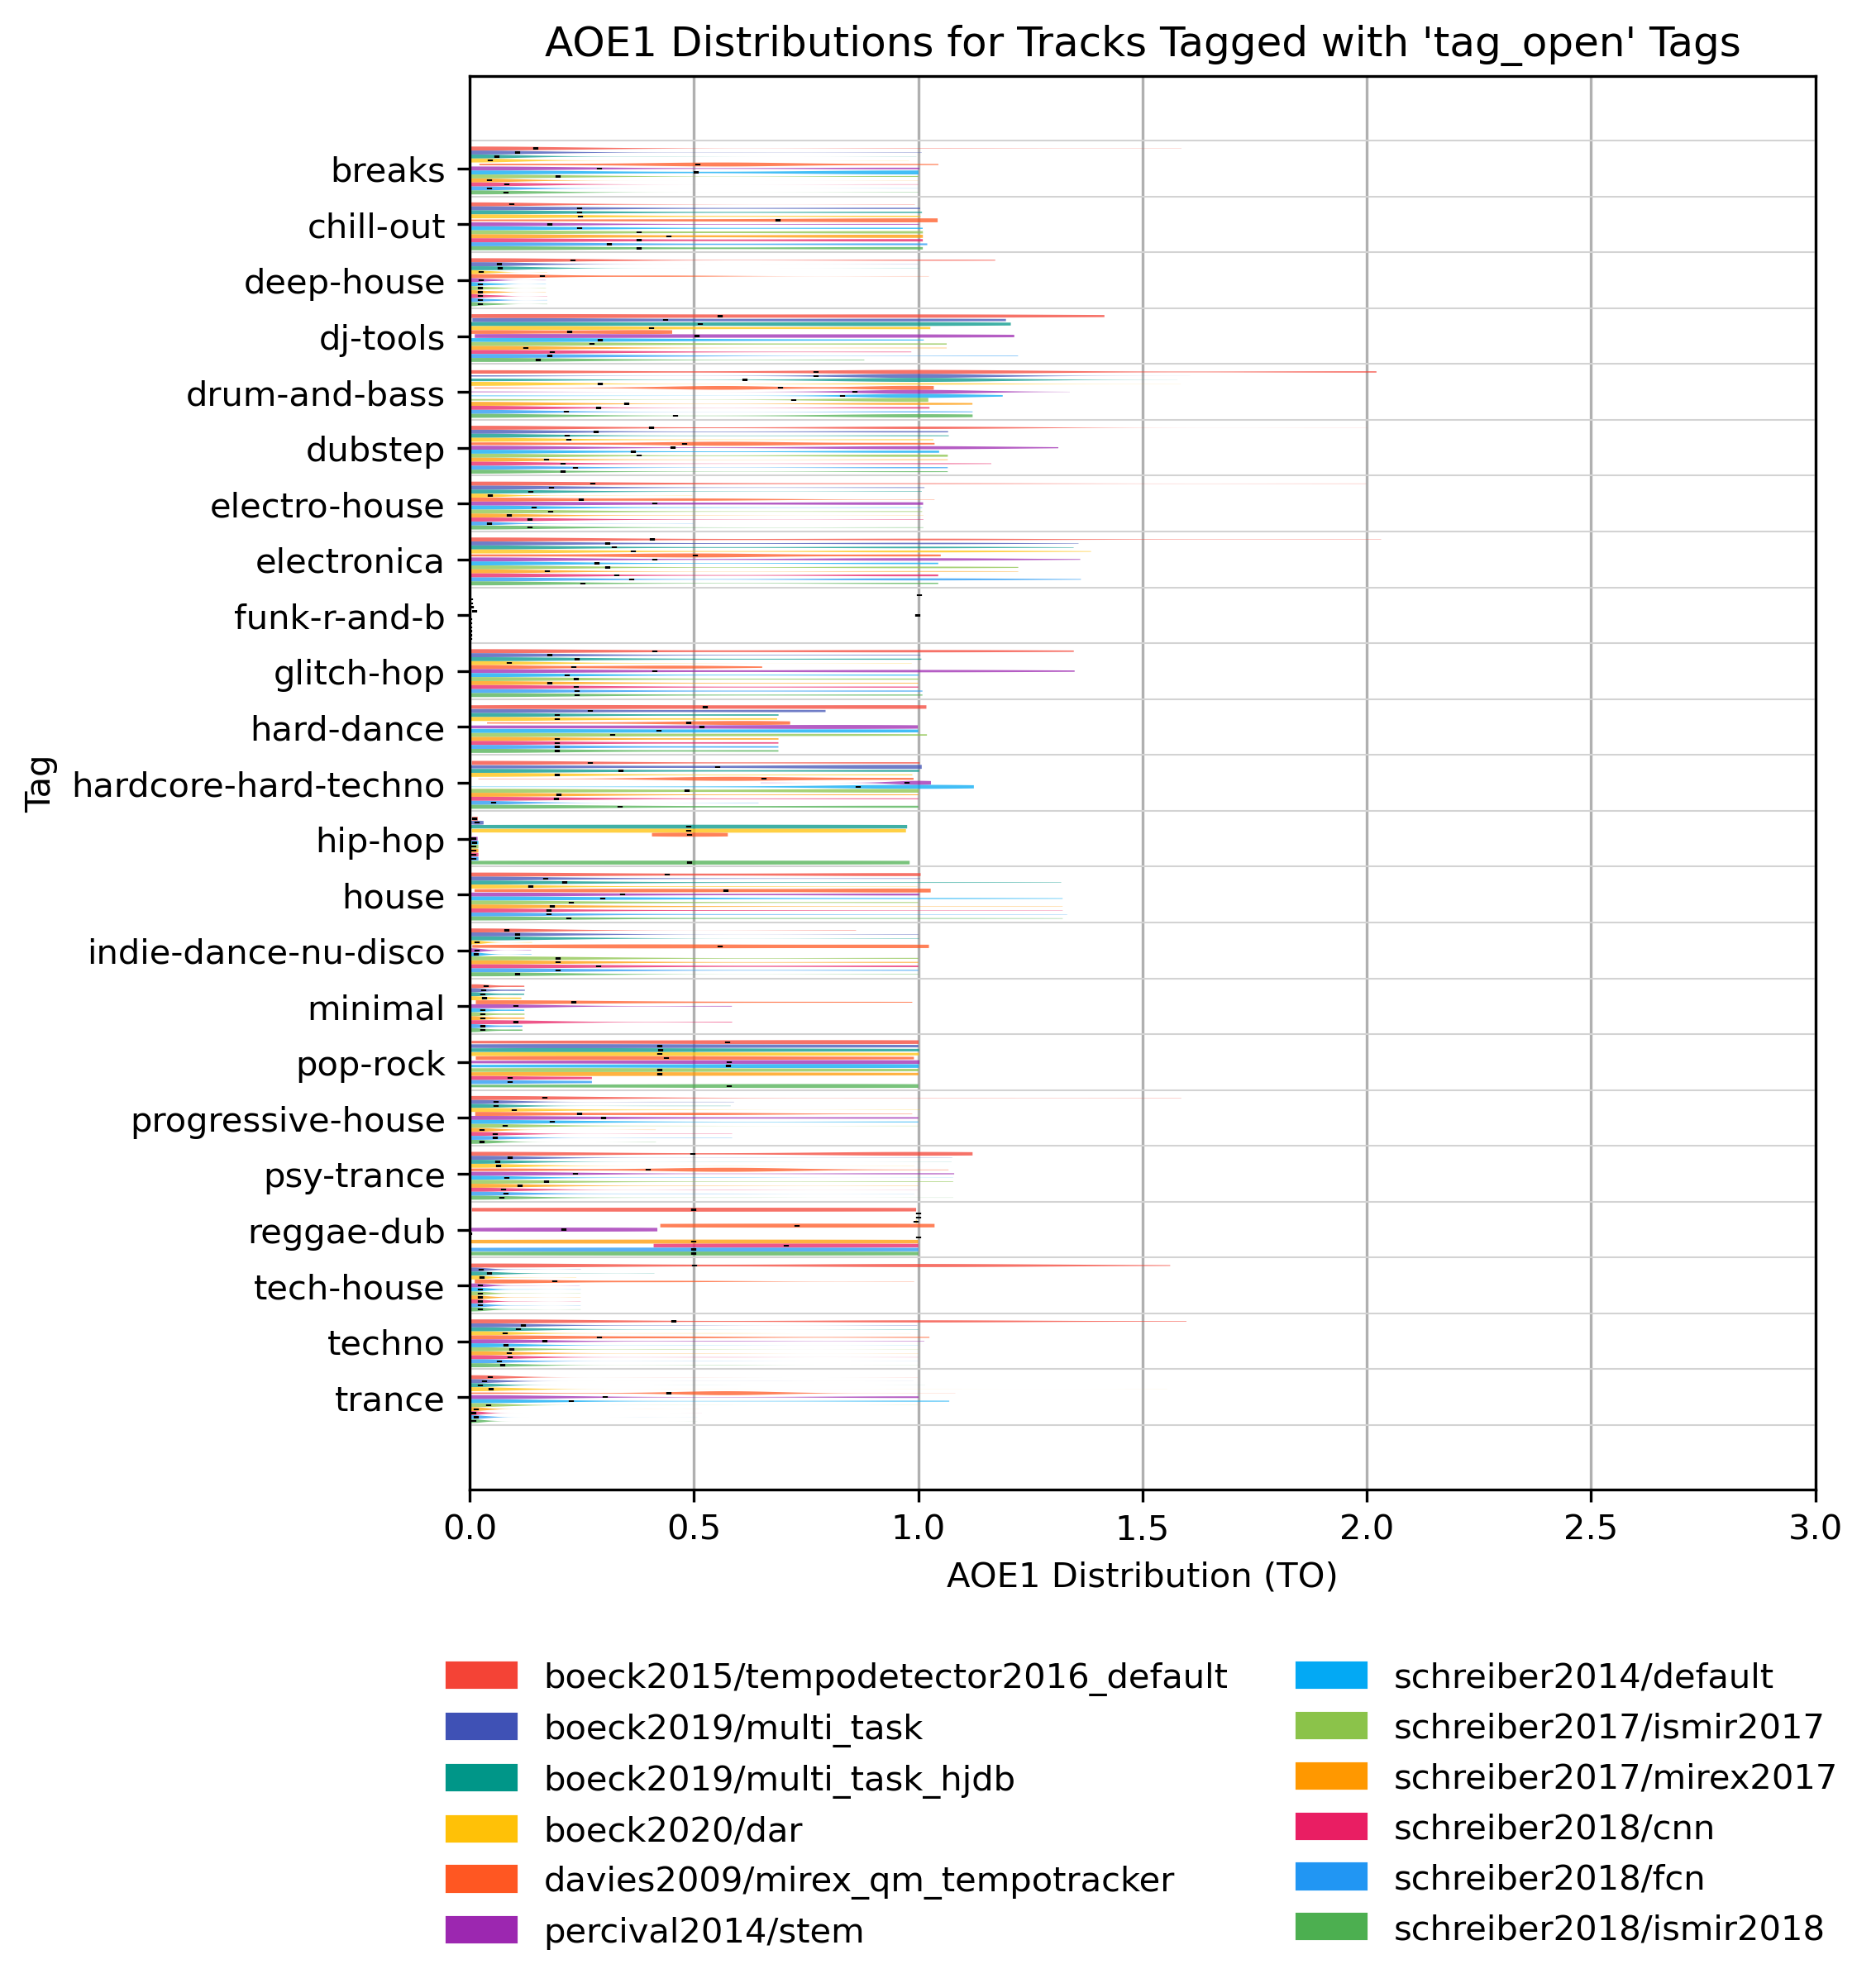 AOE1 Distributions for Tracks Tagged with 'tag_open' Tags
breaks
chill-out
deep-house
dj-tools
drum-and-bass
dubstep
electro-house
electronica
funk-r-and-b
glitch-hop
hard-dance
hardcore-hard-techno
hip-hop
house
indie-dance-nu-disco
minimal
pop-rock
progressive-house
psy-trance
reggae-dub
tech-house
techno
trance
Tag
0.0 0.5 1.0 1.5 2.0 2.5 3.0
AOE1 Distribution (TO)
boeck2015/tempodetector2016_default
boeck2019/multi_task
boeck2019/multi_task_hjdb
boeck2020/dar
davies2009/mirex_qm_tempotracker
percival2014/stem
schreiber2014/default
schreiber2017/ismir2017
schreiber2017/mirex2017
schreiber2018/cnn
schreiber2018/fcn
schreiber2018/ismir2018